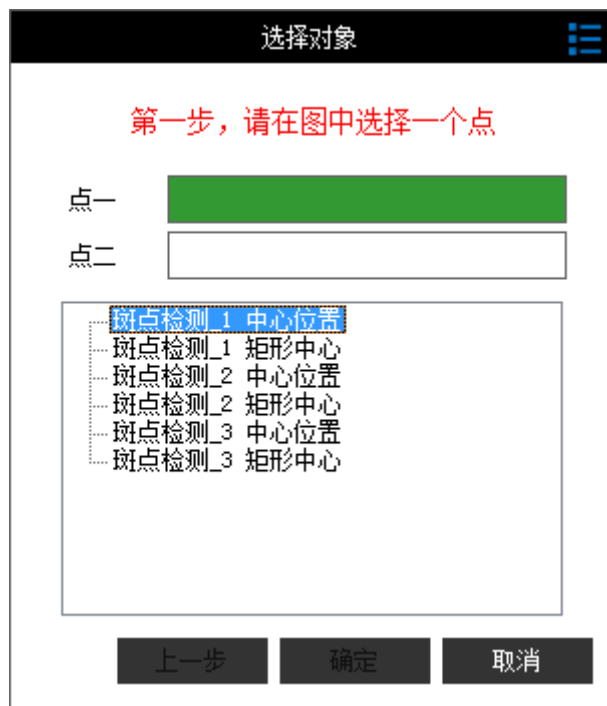 选择对象
第一步，请在图中选择一个点
点一
点二
斑点检测_1 中心位置
斑点检测_1 矩形中心
斑点检测_2 中心位置
斑点检测_2 矩形中心
斑点检测_3 中心位置
斑点检测_3 矩形中心
上一步 确定 取消